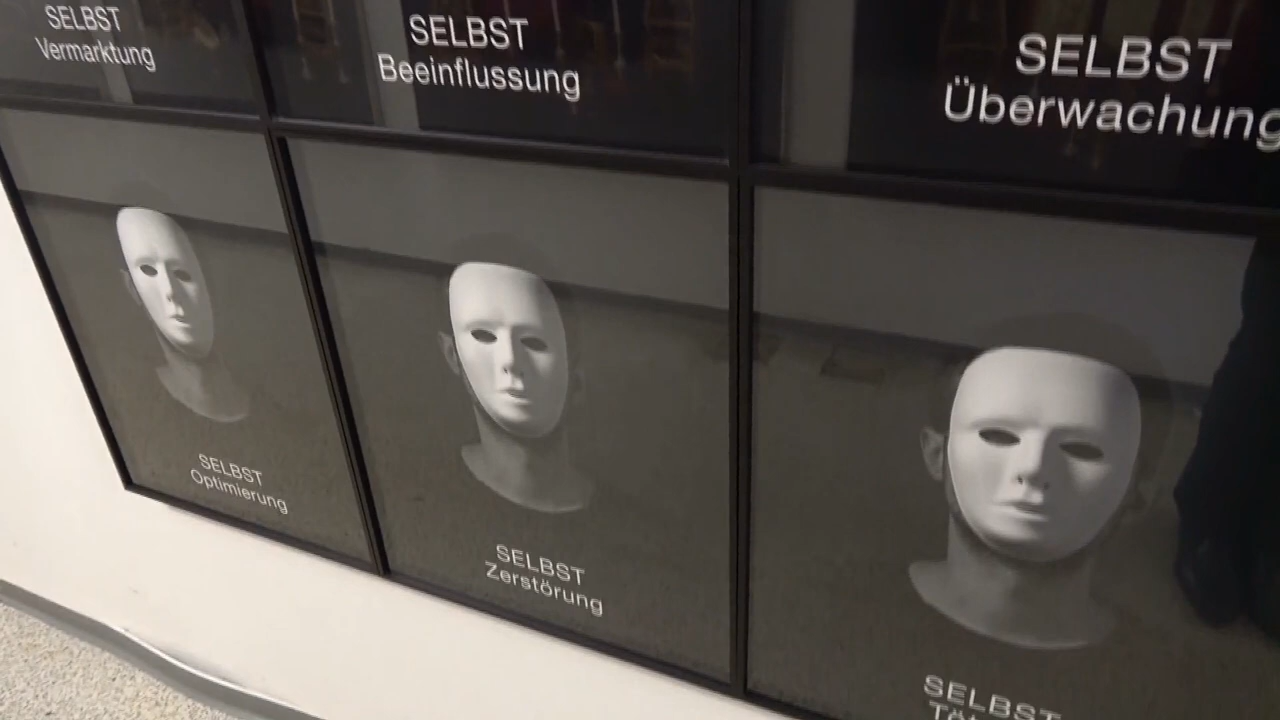 SELBST
Vermarktung
SELBST
Beeinflussung
SELBST
Überwachung
SELBST
Optimierung
SELBST
Zerstörung
SELBST